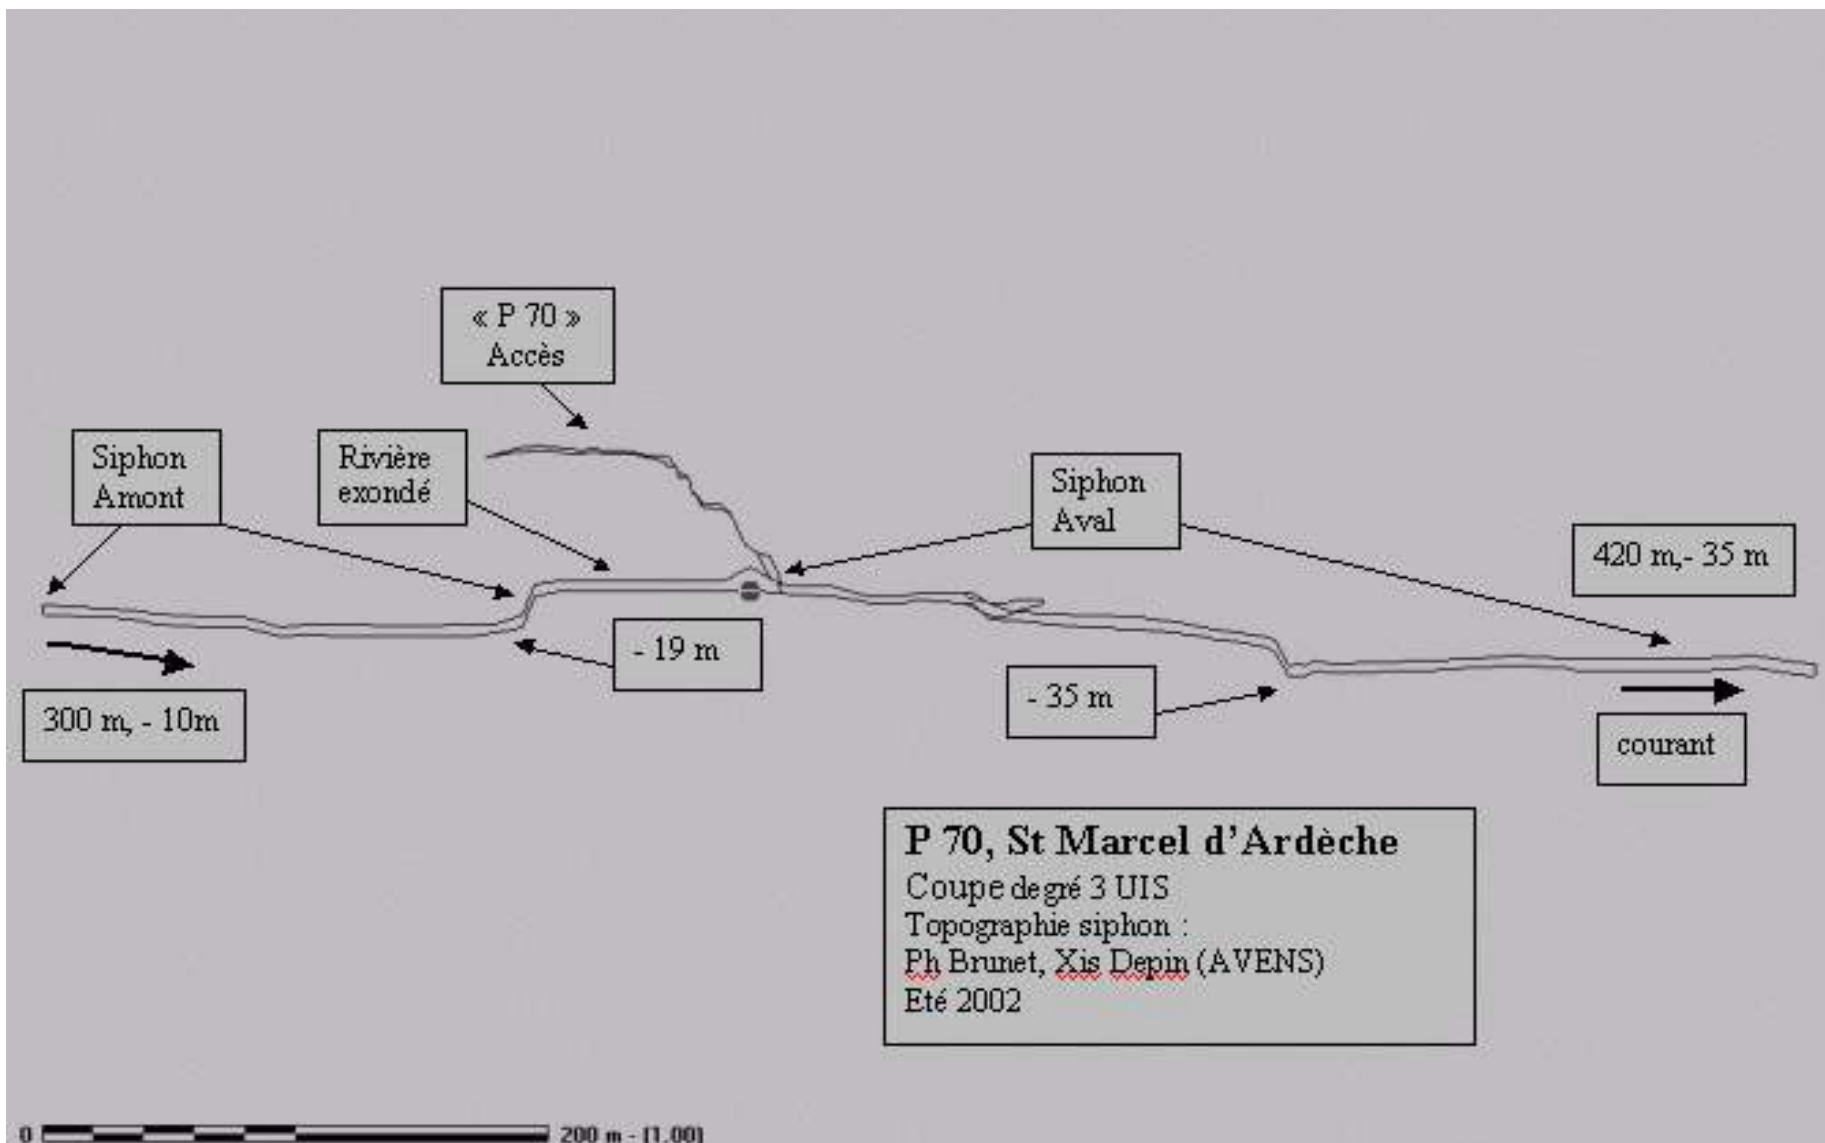 « P 70 »
Accès
Siphon
Amont
Rivière
exondé
Siphon
Aval
420 m,- 35 m
- 19 m
- 35 m
300 m, - 10m
courant
P 70, St Marcel d’Ardèche
Coupe degré 3 UIS
Topographie siphon :
Ph Brunet, Xis Depin (AVENS)
Eté 2002
0 200 m - (1.00)